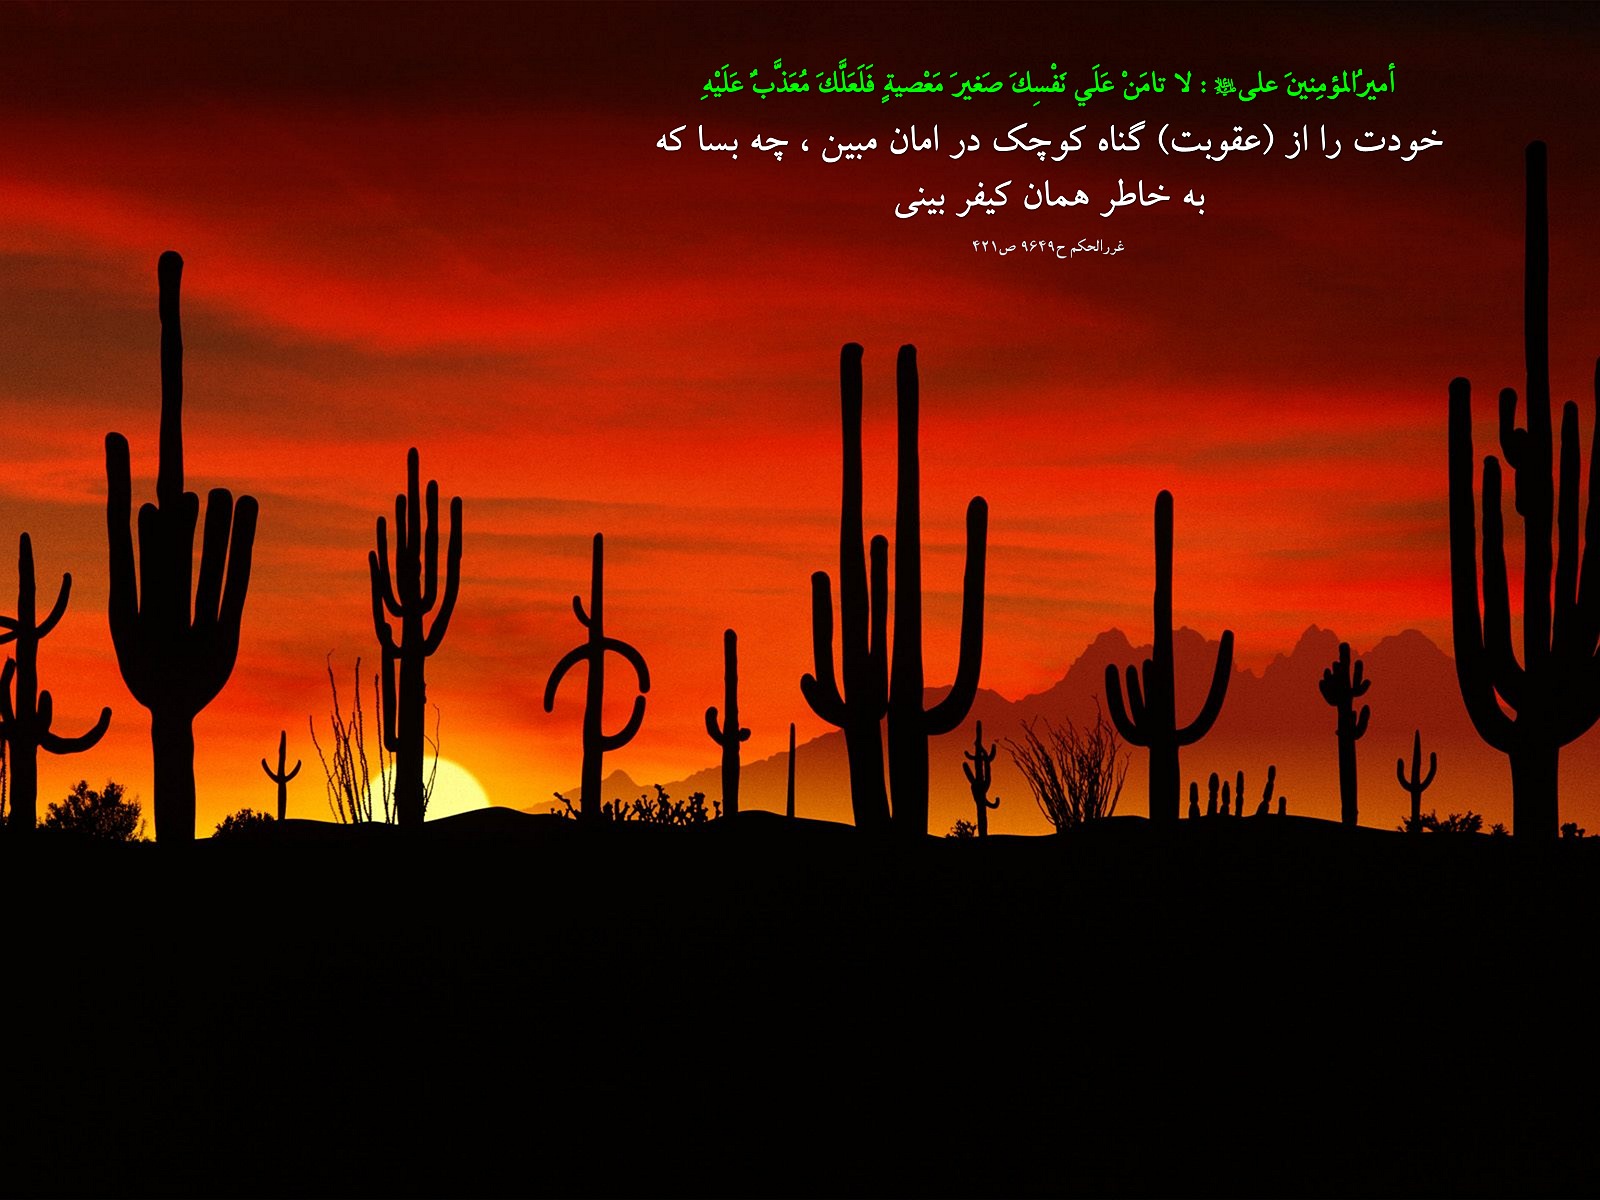 أميرُالمؤمِنينَ علی؏ : لا تامَنْ عَلَي نَفْسِكَ صَغيرَ مَعْصيةٍ فَلَعَلَّكَ مُعَذَّبٌ عَلَيْهِ
خودت را از (عقوبت) گناه کوچک در امان مبین ، چه بسا که
به خاطر همان کیفر بینی
غررالحکم ح۹۶۴۹ ص۴۲۱